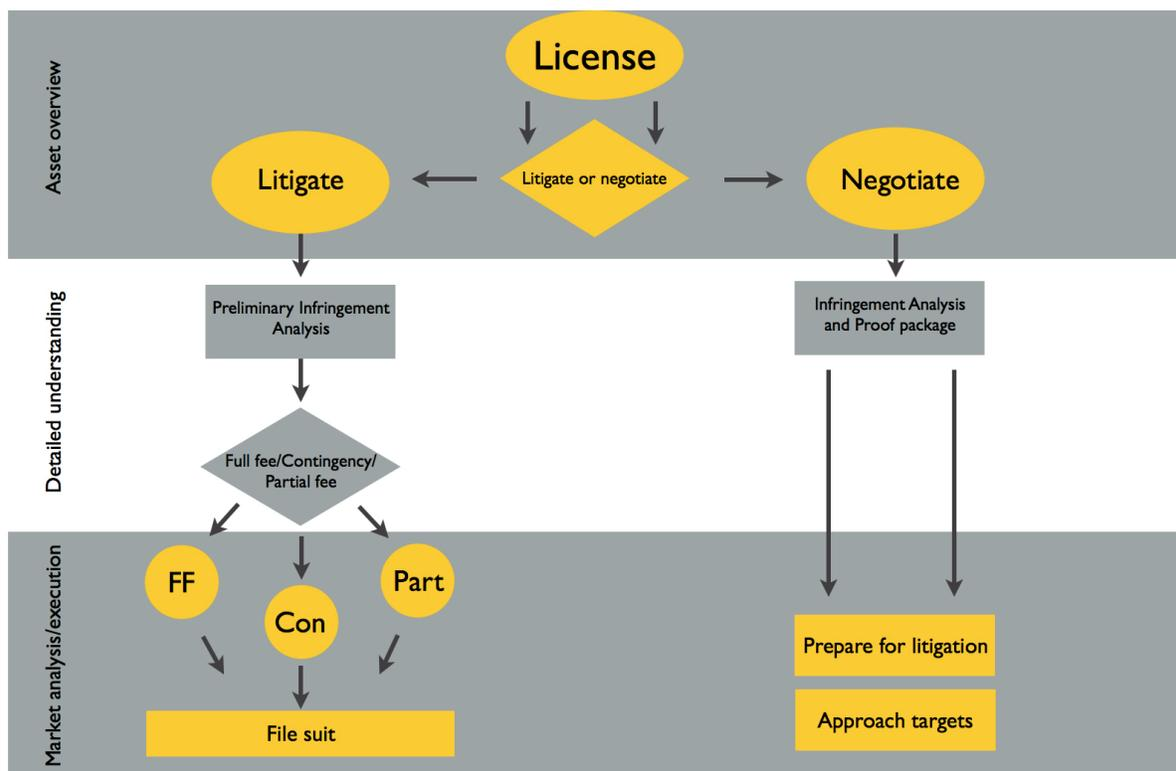 Asset overview
License
Litigate
Litigate or negotiate
Negotiate
Detailed understanding
Preliminary Infringement
Analysis
Infringement Analysis
and Proof package
Full fee/Contingency/
Partial fee
Market analysis/execution
FF
Con
Part
Prepare for litigation
Approach targets
File suit